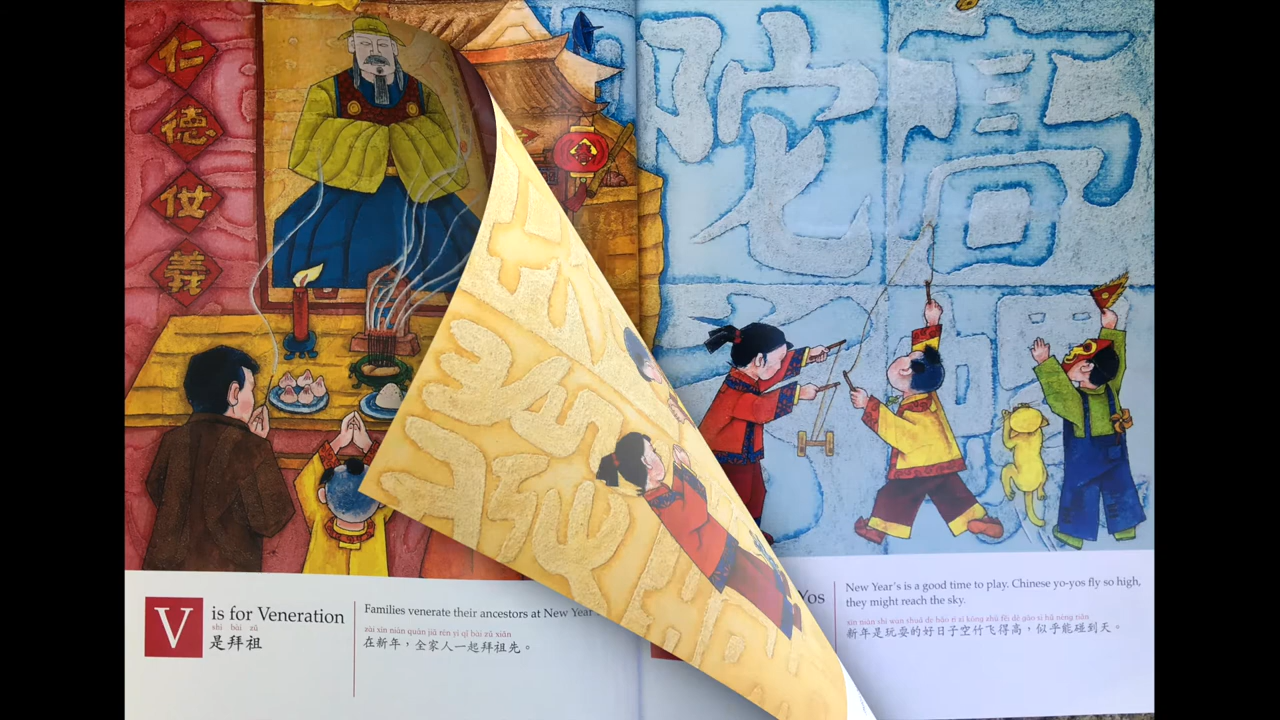 仁
德
仗
義
陀高
V
is for Veneration
shì bài zǔ
是拜祖
Families venerate their ancestors at New Year
zài xīn nián quán jiā rén yì qǐ bài zǔ xiān
在新年，全家人一起拜祖先。
Yos
New Year's is a good time to play. Chinese yo-yos fly so high,
they might reach the sky.
xīn nián shì wán shuǎ de hǎo rì zi kōng zhú fēi dé gāo sì hū néng tiān
新年是玩耍的好日子空竹飞得高，似乎能碰到天。